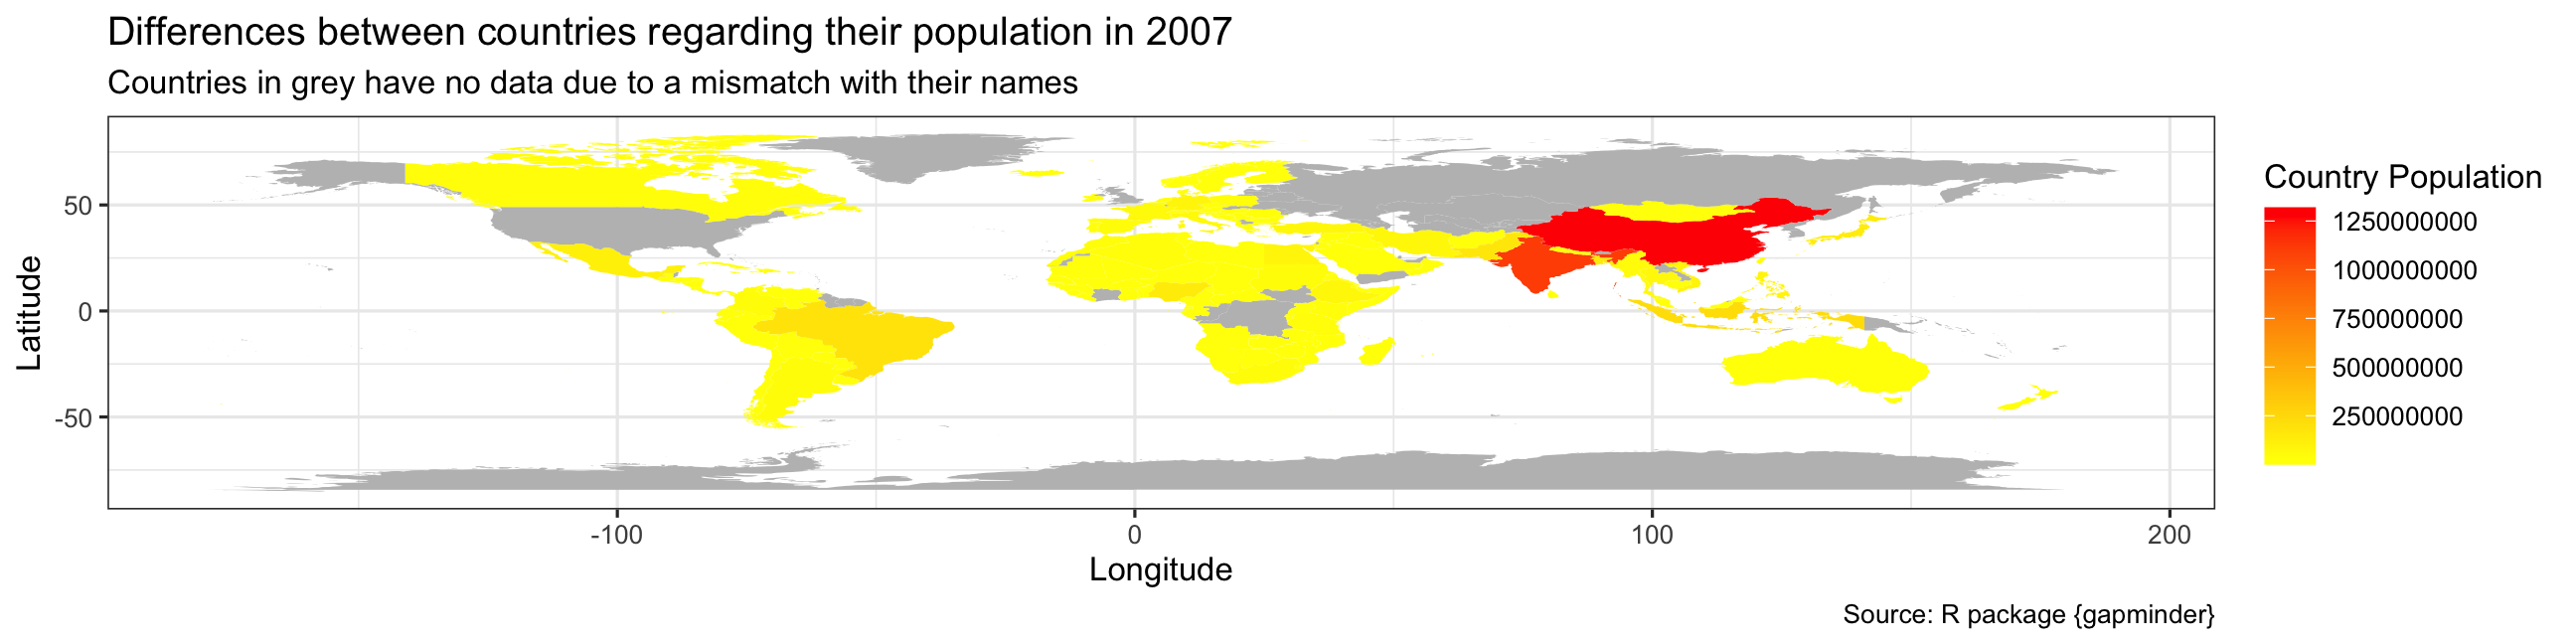 Differences between countries regarding their population in 2007
Countries in grey have no data due to a mismatch with their names
Latitude
50
0
-50
-100
0
100
200
Longitude
Country Population
1250000000
1000000000
750000000
500000000
250000000
Source: R package {gapminder}